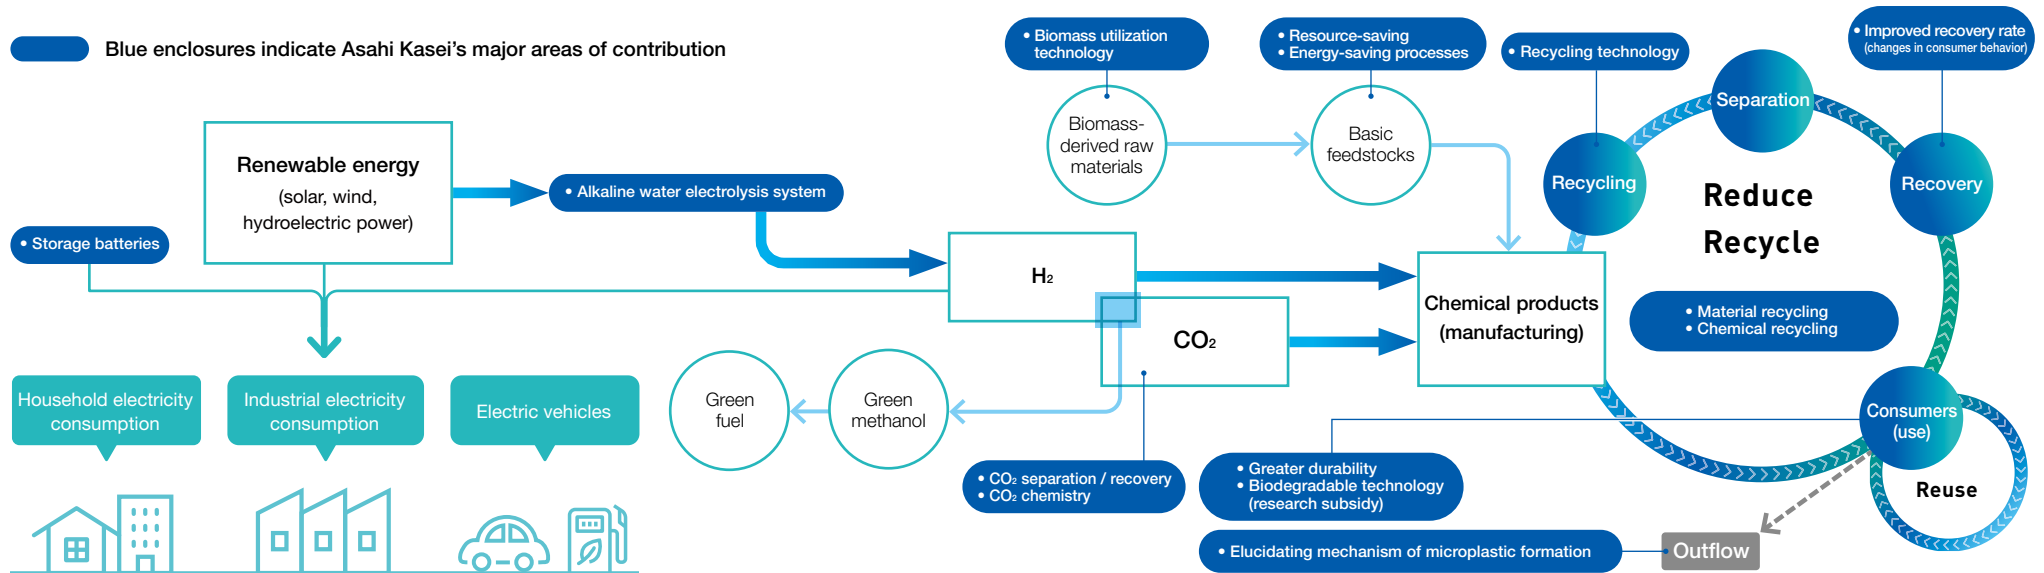 Blue enclosures indicate Asahi Kasei's major areas of contribution
Renewable energy
(solar, wind,
hydroelectric power)
• Storage batteries
• Alkaline water electrolysis system
Household electricity
consumption
Industrial electricity
consumption
Electric vehicles
H₂
CO₂
Green
fuel
Green
methanol
• CO₂ separation / recovery
• CO₂ chemistry
• Biomass utilization
technology
Biomass-
derived raw
materials
• Resource-saving
• Energy-saving processes
Basic
feedstocks
Chemical products
(manufacturing)
• Recycling technology
Recycling
Separation
• Improved recovery rate
(changes in consumer behavior)
Recovery
Reduce
Recycle
• Material recycling
• Chemical recycling
Consumers
(use)
Reuse
• Greater durability
• Biodegradable technology
(research subsidy)
• Elucidating mechanism of microplastic formation
Outflow